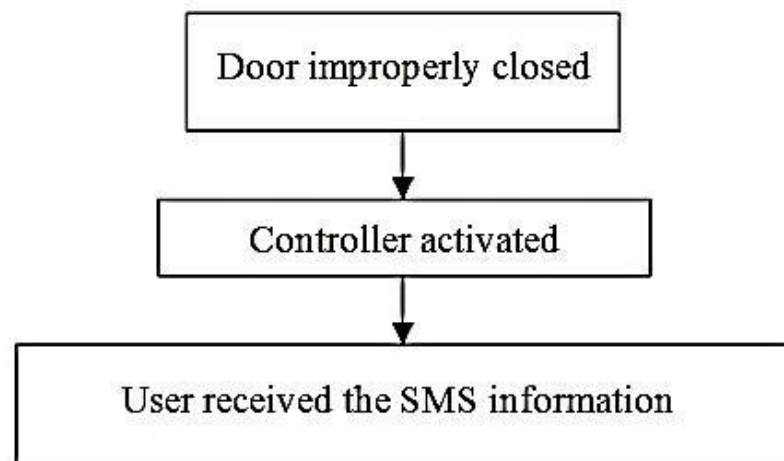 Door improperly closed
Controller activated
User received the SMS information